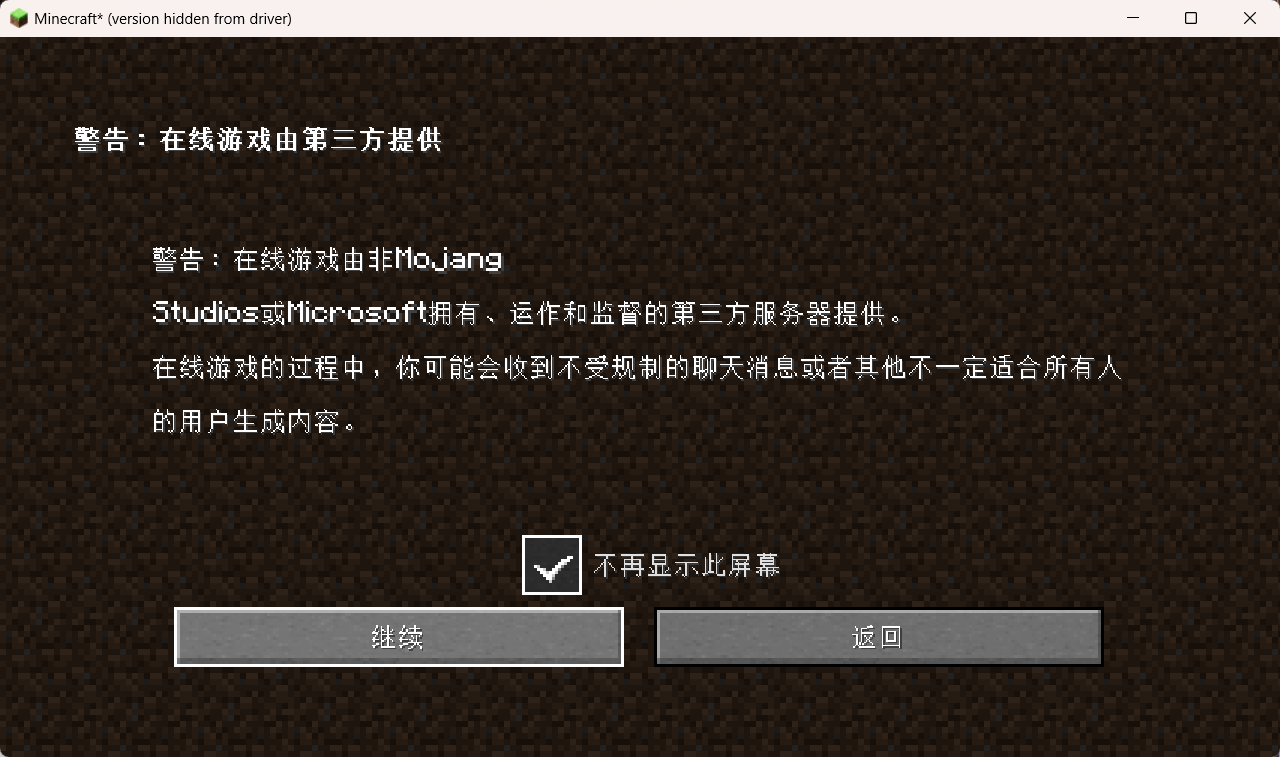 Minecraft* (version hidden from driver)
警告：在线游戏由第三方提供
警告：在线游戏由非Mojang
Studios或Microsoft拥有、运作和监督的第三方服务器提供。
在线游戏的过程中，你可能会收到不受规制的聊天消息或者其他不一定适合所有人
的用户生成内容。
不再显示此屏幕
继续
返回